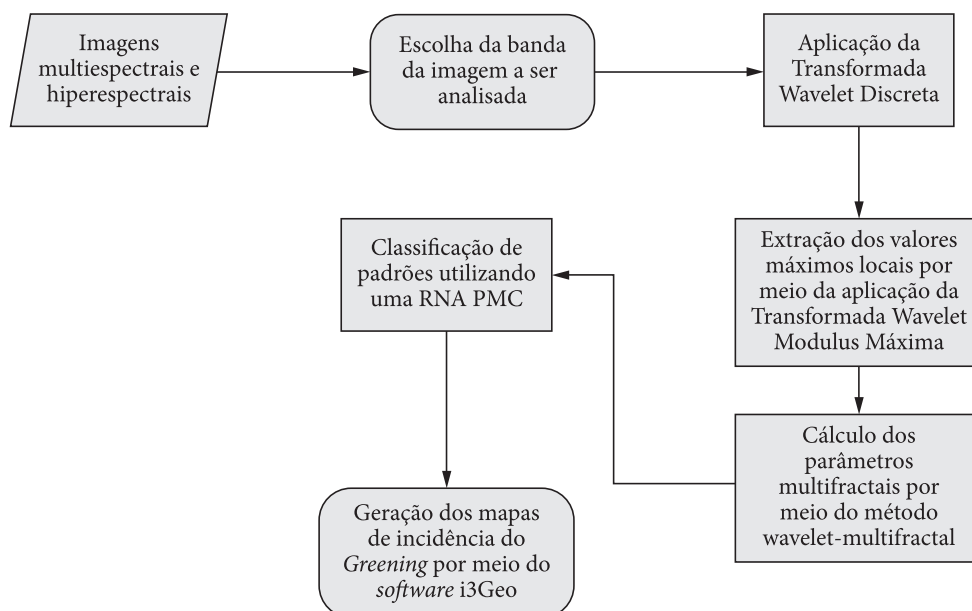 Imagens
multiespectrais e
hiperespectrais
Escolha da banda
da imagem a ser
analisada
Aplicação da
Transformada
Wavelet Discreta
Extração dos valores
máximos locais por
meio da aplicação da
Transformada Wavelet
Modulus Máxima
Cálculo dos
parâmetros
multifractais por
meio do método
wavelet-multifractal
Classificação de
padrões utilizando
uma RNA PMC
Geração dos mapas
de incidência do
Greening por meio do
software i3Geo